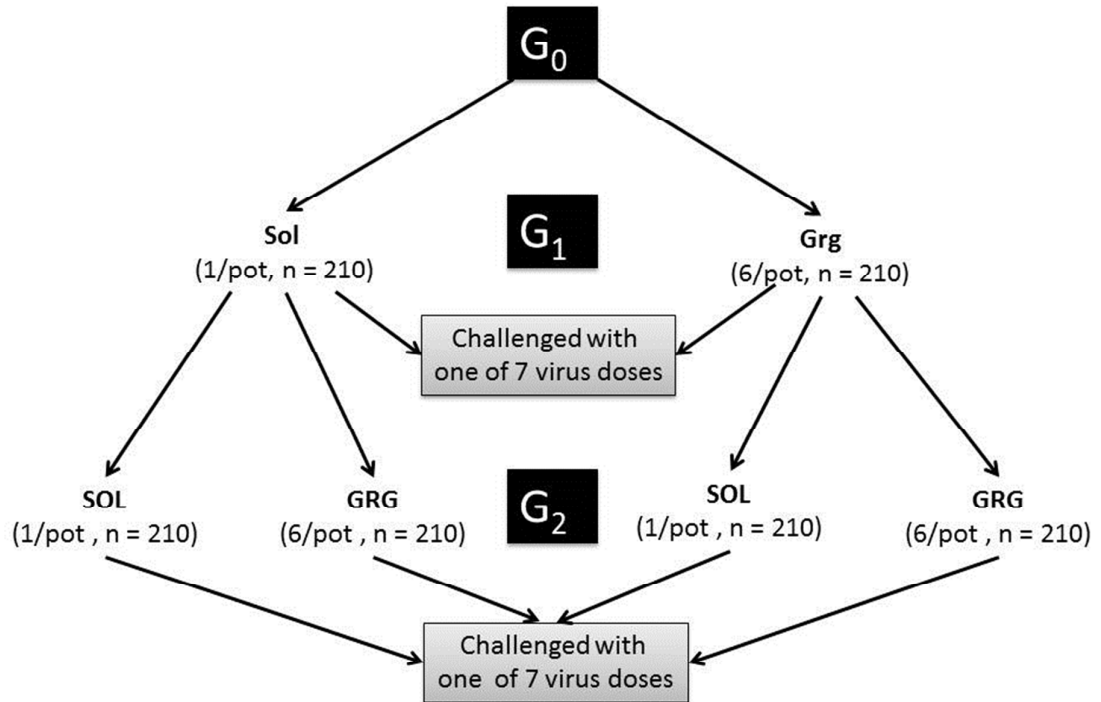 G₀
G₁
Sol
(1/pot, n = 210)
Grg
(6/pot, n = 210)
Challenged with
one of 7 virus doses
G₂
SOL
(1/pot , n = 210)
GRG
(6/pot , n = 210)
SOL
(1/pot , n = 210)
GRG
(6/pot , n = 210)
Challenged with
one of 7 virus doses